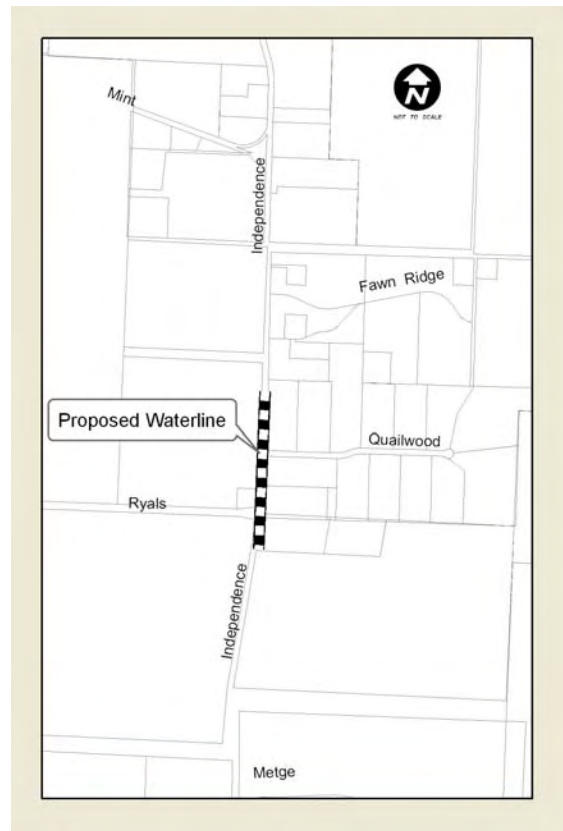 Mint
N
NOT TO SCALE
Independence
Fawn Ridge
Proposed Waterline
Quailwood
Ryals
Independence
Metge